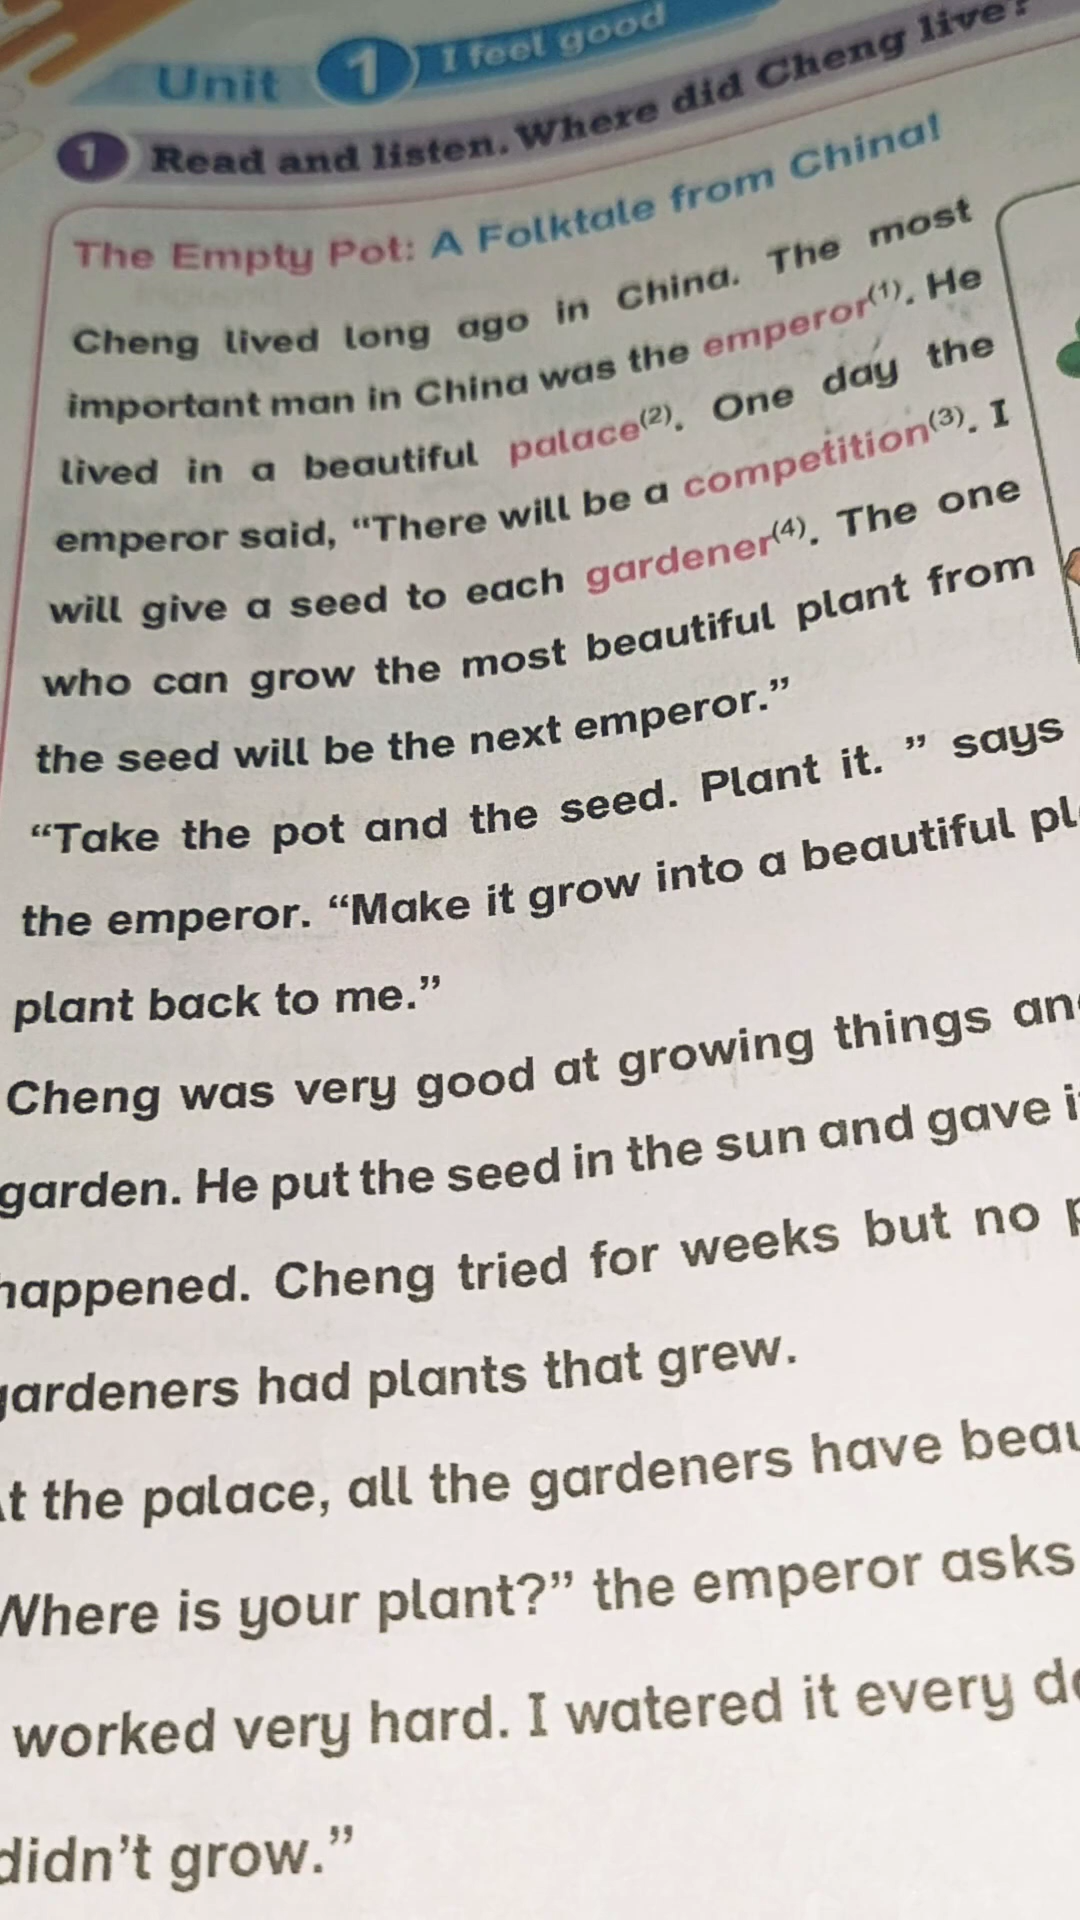 Unit 1 I feel good
1 Read and listen. Where did Cheng live?
The Empty Pot: A Folktale from China!
Cheng lived long ago in China. The most
important man in China was the emperor(1). He
lived in a beautiful palace(2). One day the
emperor said, “There will be a competition(3). I
will give a seed to each gardener(4). The one
who can grow the most beautiful plant from
the seed will be the next emperor.”
“Take the pot and the seed. Plant it. ” says
the emperor. “Make it grow into a beautiful
plant back to me.”
Cheng was very good at growing things
garden. He put the seed in the sun and gave
happened. Cheng tried for weeks but no
gardeners had plants that grew.
the palace, all the gardeners have
Where is your plant?” the emperor asks
worked very hard. I watered it every
didn’t grow.”